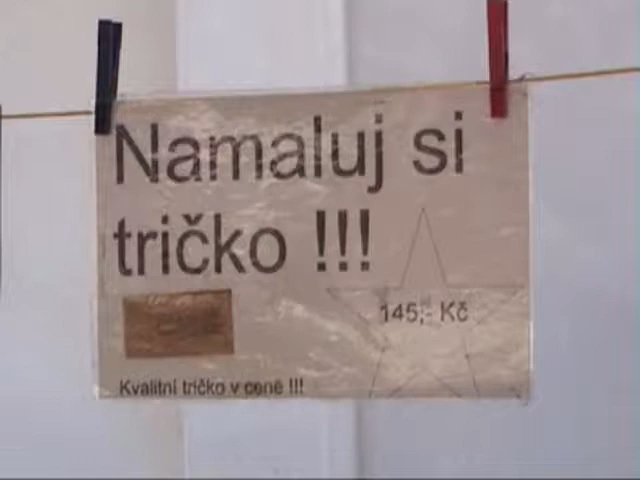 Namaluj si
tričko !!!
145,- Kč
Kvalitní tričko v ceně !!!